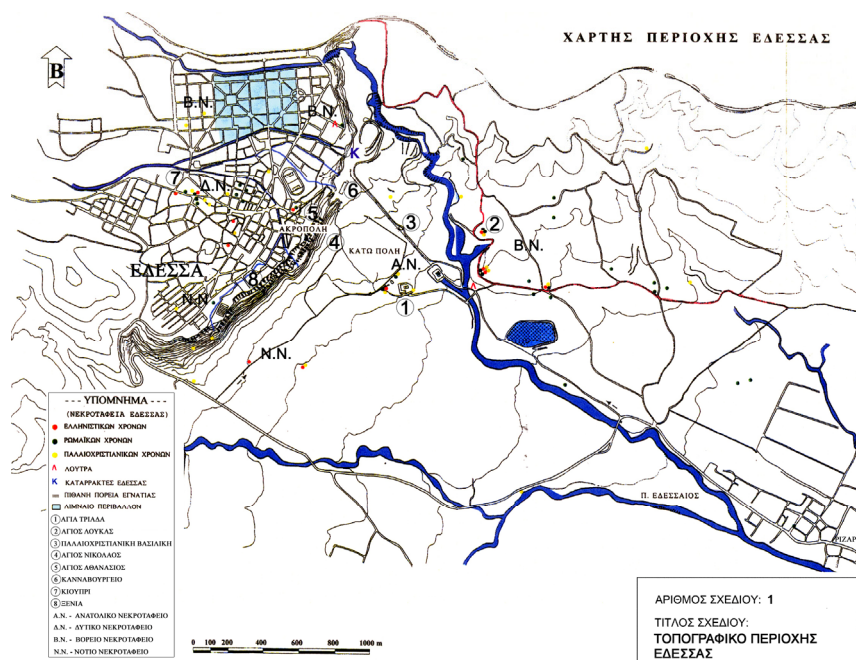 ΧΑΡΤΗΣ ΠΕΡΙΟΧΗΣ ΕΔΕΣΣΑΣ
Β
Β.Ν.
Β.Ν.
Λ
Κ
7
Δ.Ν.
6
5
ΑΚΡΟΠΟΛΗ
4
3
2
Β.Ν.
ΚΑΤΩ ΠΟΛΗ
Α.Ν.
ΕΔΕΣΣΑ
8
Λ
Ν.Ν.
1
Ν.Ν.
Π. ΕΔΕΣΣΑΙΟΣ
ΡΙΖΑΡ
ΥΠΟΜΝΗΜΑ
(ΝΕΚΡΟΤΑΦΕΙΑ ΕΔΕΣΣΑΣ)
ΕΛΛΗΝΙΣΤΙΚΩΝ ΧΡΟΝΩΝ
ΡΩΜΑΪΚΩΝ ΧΡΟΝΩΝ
ΠΑΛΑΙΟΧΡΙΣΤΙΑΝΙΚΩΝ ΧΡΟΝΩΝ
Λ ΛΟΥΤΡΑ
Κ ΚΑΤΑΡΡΑΚΤΕΣ ΕΔΕΣΣΑΣ
ΠΙΘΑΝΗ ΠΟΡΕΙΑ ΕΓΝΑΤΙΑΣ
ΛΙΜΝΑΙΟ ΠΕΡΙΒΑΛΛΟΝ
1 ΑΓΙΑ ΤΡΙΑΔΑ
2 ΑΓΙΟΣ ΛΟΥΚΑΣ
3 ΠΑΛΑΙΟΧΡΙΣΤΙΑΝΙΚΗ ΒΑΣΙΛΙΚΗ
4 ΑΓΙΟΣ ΝΙΚΟΛΑΟΣ
5 ΑΓΙΟΣ ΑΘΑΝΑΣΙΟΣ
6 ΚΑΝΝΑΒΟΥΡΓΕΙΟ
7 ΚΙΟΥΠΡΙ
8 ΞΕΝΙΑ
Α.Ν. - ΑΝΑΤΟΛΙΚΟ ΝΕΚΡΟΤΑΦΕΙΟ
Δ.Ν. - ΔΥΤΙΚΟ ΝΕΚΡΟΤΑΦΕΙΟ
Β.Ν. - ΒΟΡΕΙΟ ΝΕΚΡΟΤΑΦΕΙΟ
Ν.Ν. - ΝΟΤΙΟ ΝΕΚΡΟΤΑΦΕΙΟ
0 100 200 400 600 1000 m
ΑΡΙΘΜΟΣ ΣΧΕΔΙΟΥ: 1
ΤΙΤΛΟΣ ΣΧΕΔΙΟΥ:
ΤΟΠΟΓΡΑΦΙΚΟ ΠΕΡΙΟΧΗΣ
ΕΔΕΣΣΑΣ